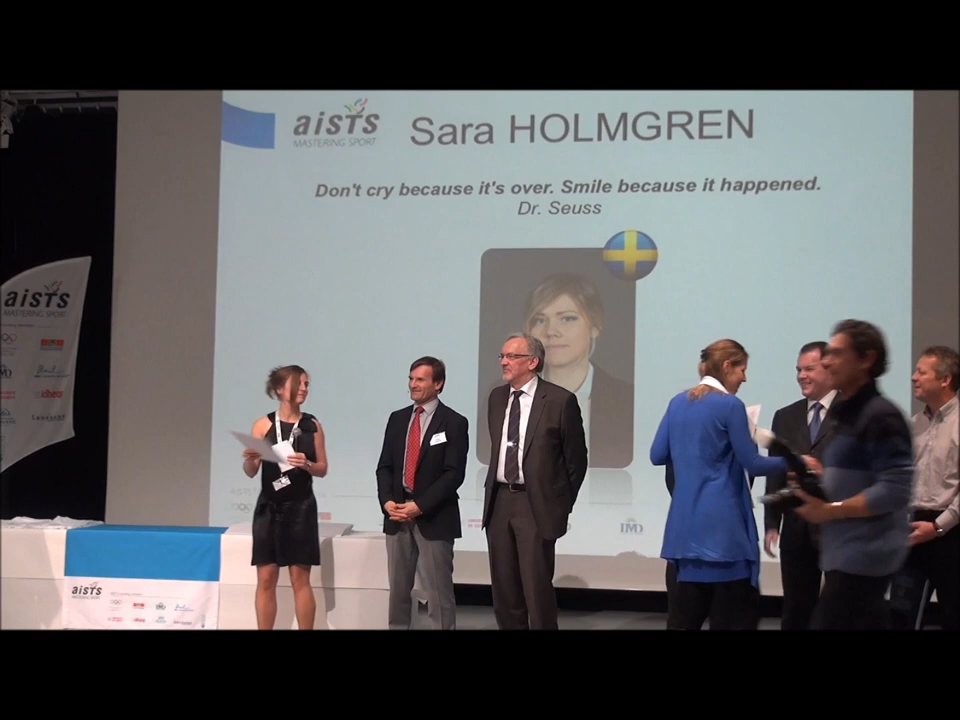 aists
MASTERING SPORT
Sara HOLMGREN
Don't cry because it's over. Smile because it happened.
Dr. Seuss
aists
MASTERING SPORT
IMD
aists
MASTERING SPORT